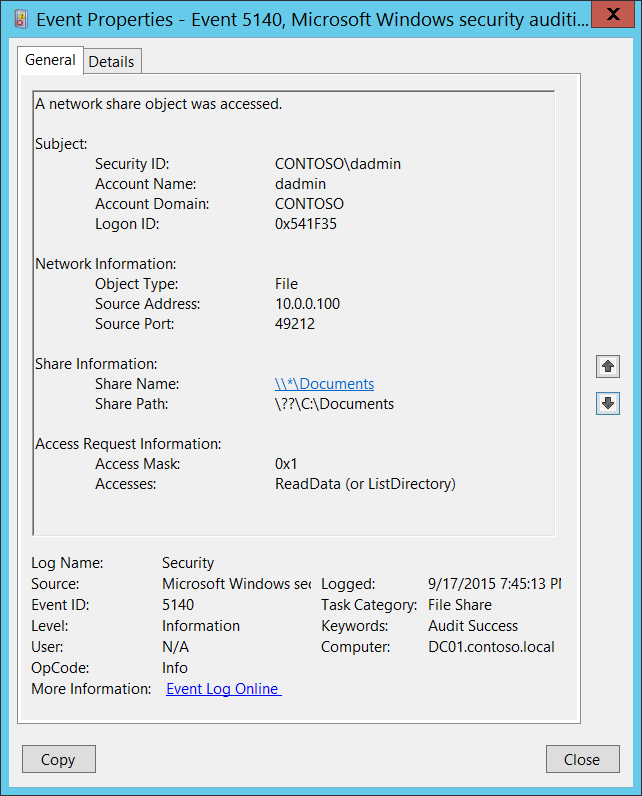 Event Properties - Event 5140, Microsoft Windows security auditi...
X
General
Details
A network share object was accessed.
Subject:
Security ID: CONTOSO\dadmin
Account Name: dadmin
Account Domain: CONTOSO
Logon ID: 0x541F35
Network Information:
Object Type: File
Source Address: 10.0.0.100
Source Port: 49212
Share Information:
Share Name: \\*\Documents
Share Path: \??\C:\Documents
Access Request Information:
Access Mask: 0x1
Accesses: ReadData (or ListDirectory)
Log Name: Security
Source: Microsoft Windows sec Logged: 9/17/2015 7:45:13 PM
Event ID: 5140 Task Category: File Share
Level: Information Keywords: Audit Success
User: N/A Computer: DC01.contoso.local
OpCode: Info
More Information: Event Log Online
Copy
Close